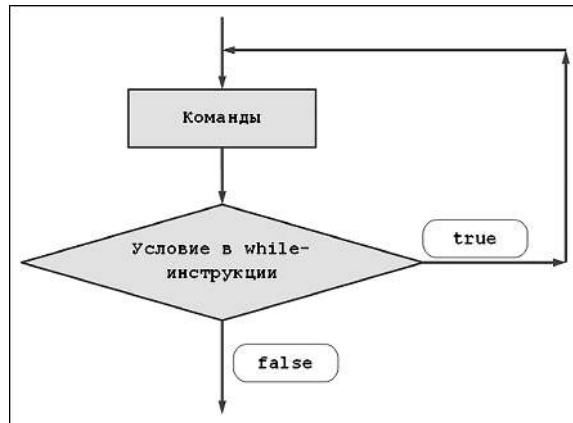 Команды
Условие в while-
инструкции
true
false